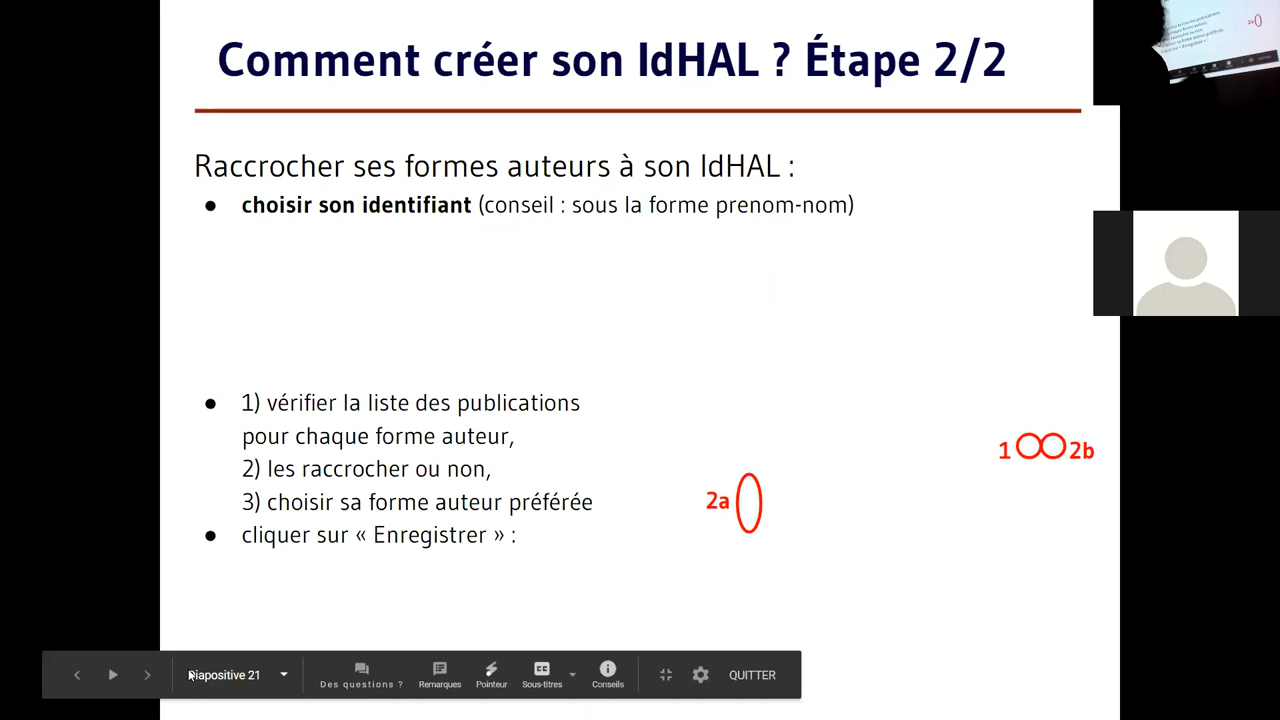 Comment créer son IdHAL ? Étape 2/2
Raccrocher ses formes auteurs à son IdHAL :
● choisir son identifiant (conseil : sous la forme prenom-nom)
● 1) vérifier la liste des publications
pour chaque forme auteur,
2) les raccrocher ou non,
3) choisir sa forme auteur préférée
● cliquer sur « Enregistrer » :
1 2b
2a
Diapositive 21
Des questions ?
Remarques
Pointeur
CC
Sous-titres
Conseils
QUITTER